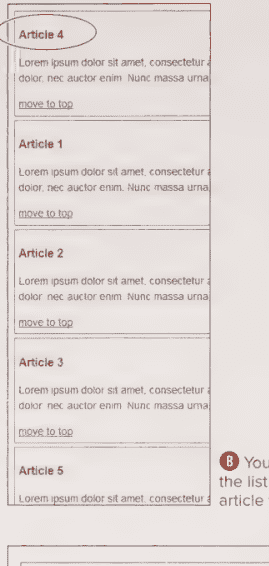 Article 4
Lorem ipsum dolor sit amet, consectetur a
dolor, nec auctor enim. Nunc massa urna,
move to top
Article 1
Lorem ipsum dolor sit amet, consectetur a
dolor, nec auctor enim. Nunc massa urna,
move to top
Article 2
Lorem ipsum dolor sit amet, consectetur a
dolor, nec auctor enim. Nunc massa urna,
move to top
Article 3
Lorem ipsum dolor sit amet, consectetur a
dolor, nec auctor enim. Nunc massa urna,
move to top
Article 5
Lorem ipsum dolor sit amet, consectetur a
B You
the list
article